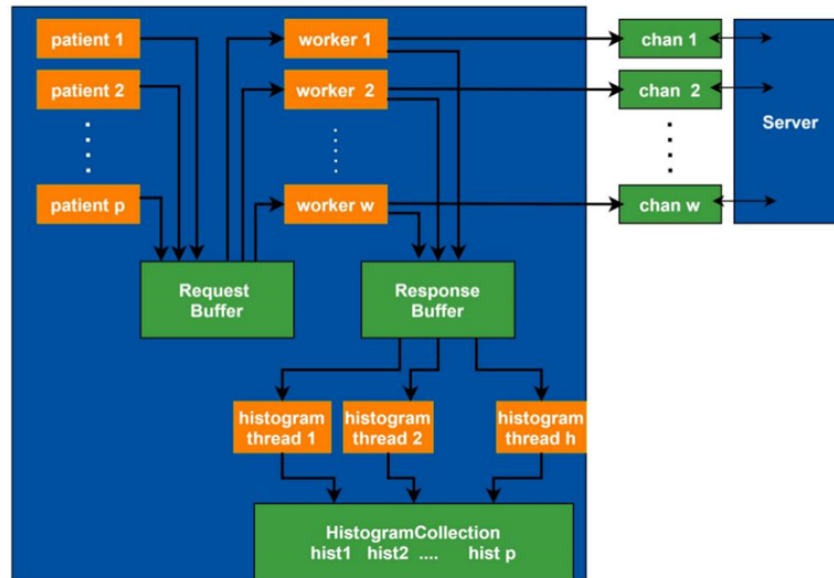 patient 1
worker 1
chan 1
patient 2
worker 2
chan 2
Server
patient p
worker w
chan w
Request
Buffer
Response
Buffer
histogram
thread 1
histogram
thread 2
histogram
thread h
HistogramCollection
hist1 hist2 .... hist p